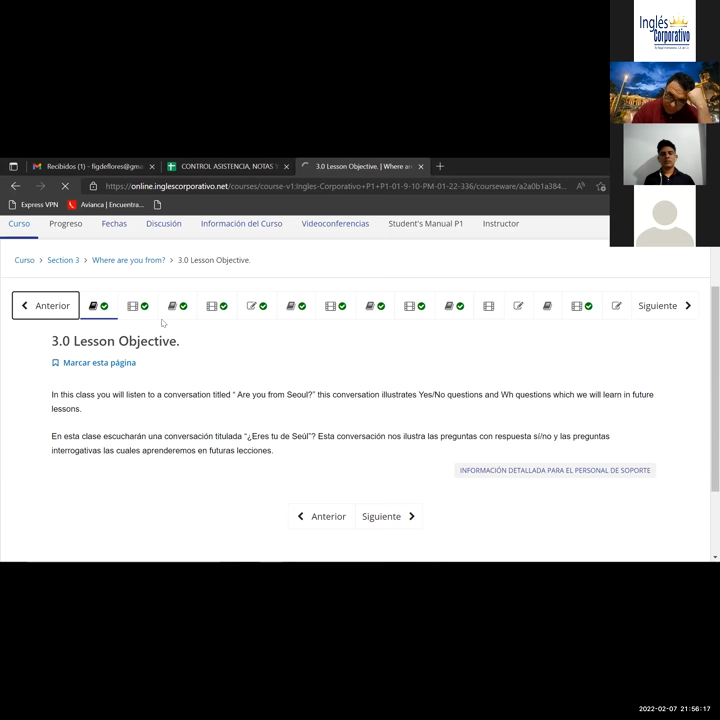 Inglés
Corporativo
Recibidos (1) - figdeflores@gma
CONTROL ASISTENCIA, NOTAS
3.0 Lesson Objective. | Where ar
https://online.inglescorporativo.net/courses/course-v1:Ingles-Corporativo+P1+P1-01-9-10-PM-01-22-336/courseware/a2a0b1a384...
Express VPN
Avianca | Encuentra...
Curso
Progreso
Fechas
Discusión
Información del Curso
Videoconferencias
Student's Manual P1
Instructor
Curso > Section 3 > Where are you from? > 3.0 Lesson Objective.
Anterior
Siguiente
3.0 Lesson Objective.
Marcar esta página
In this class you will listen to a conversation titled “ Are you from Seoul?” this conversation illustrates Yes/No questions and Wh questions which we will learn in future
lessons.
En esta clase escucharán una conversación titulada “¿Eres tu de Seúl”? Esta conversación nos ilustra las preguntas con respuesta sí/no y las preguntas
interrogativas las cuales aprenderemos en futuras lecciones.
INFORMACIÓN DETALLADA PARA EL PERSONAL DE SOPORTE
Anterior
Siguiente
2022-02-07 21:56:17